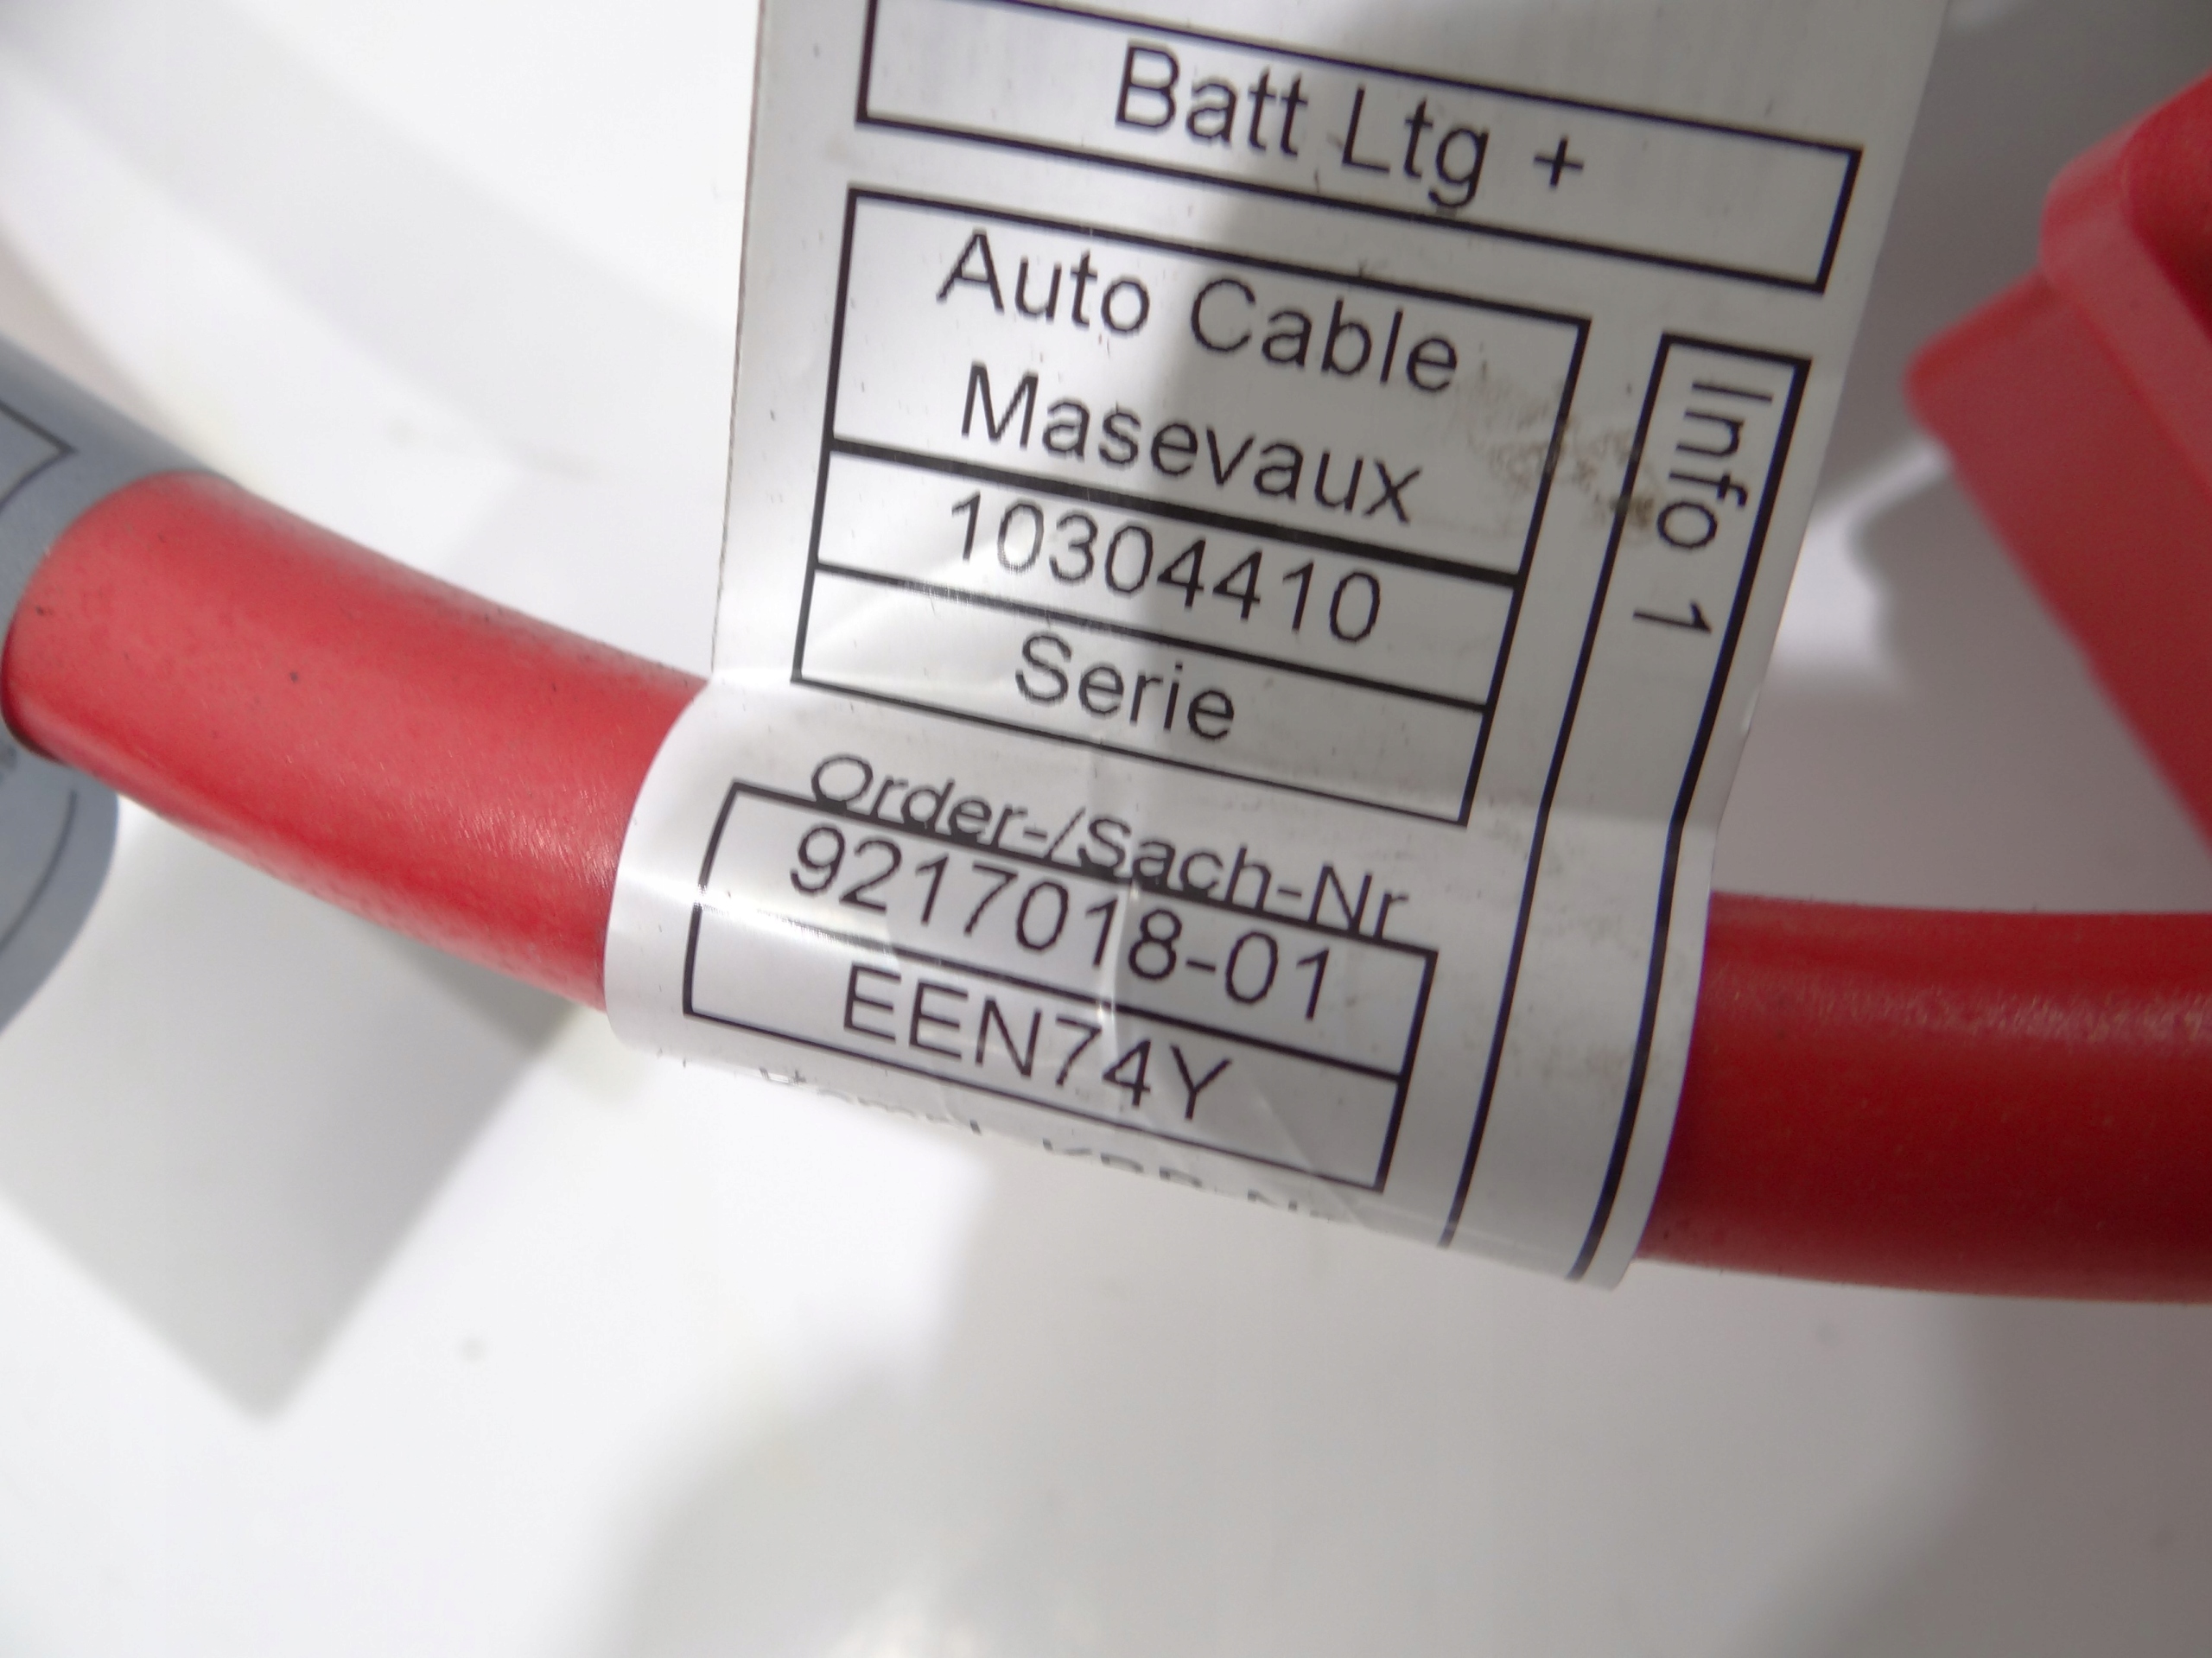 Batt Ltg +
Auto Cable
Masevaux
10304410
Serie
Info 1
Order-/Sach-Nr
9217018-01
EEN74Y